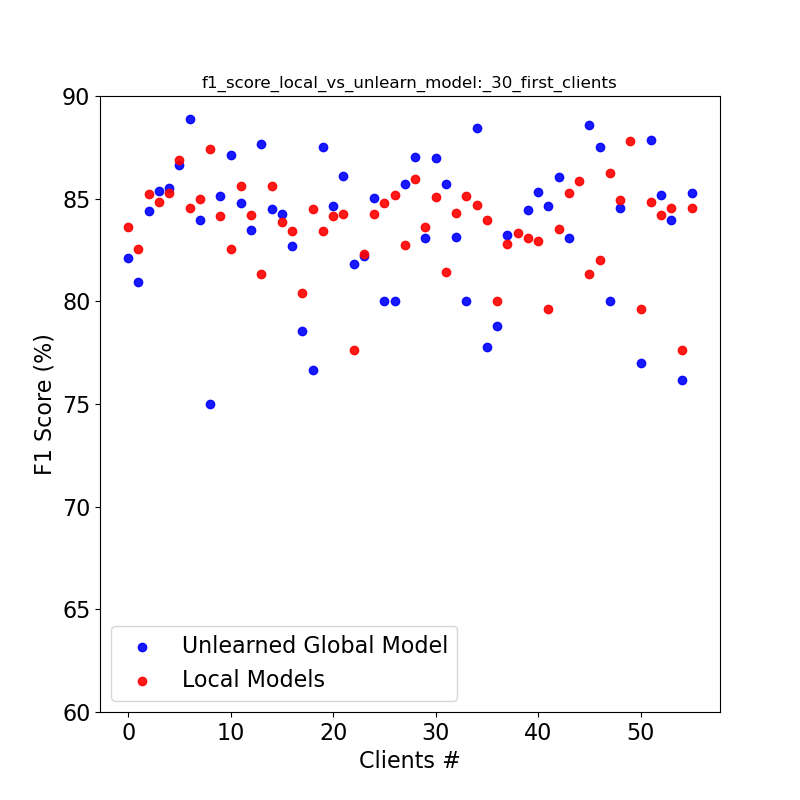 f1_score_local_vs_unlearn_model:_30_first_clients
90
85
80
75
70
65
60
F1 Score (%)
Unlearned Global Model
Local Models
0 10 20 30 40 50
Clients #